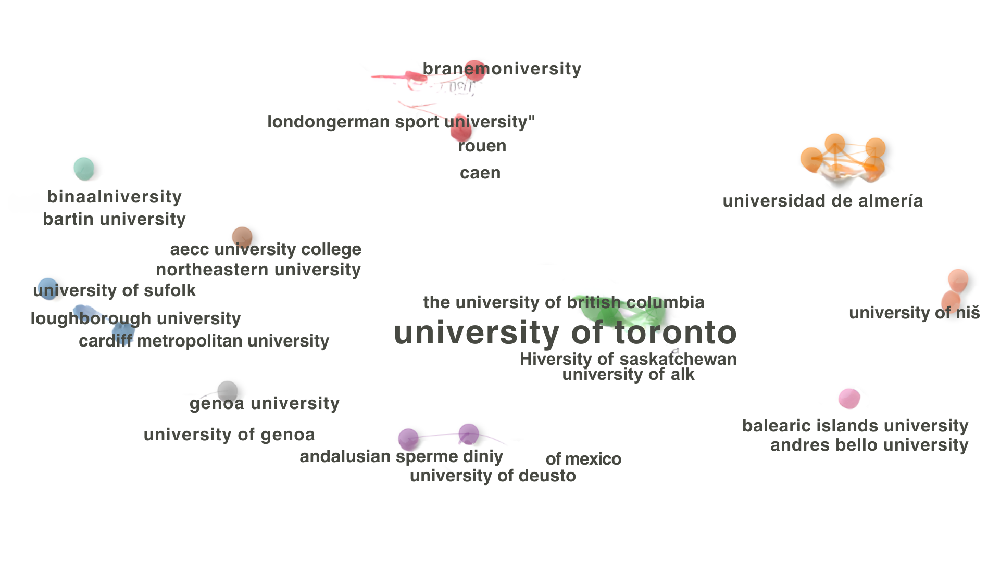 branemoniversity
londongerman sport university"
rouen
caen
binaalniversity
bartin university
universidad de almería
aecc university college
northeastern university
university of sufolk
loughborough university
cardiff metropolitan university
the university of british columbia
university of toronto
Hiversity of saskatchewan
university of alk
university of niš
genoa university
university of genoa
andalusian sperme diniy
of mexico
university of deusto
balearic islands university
andres bello university